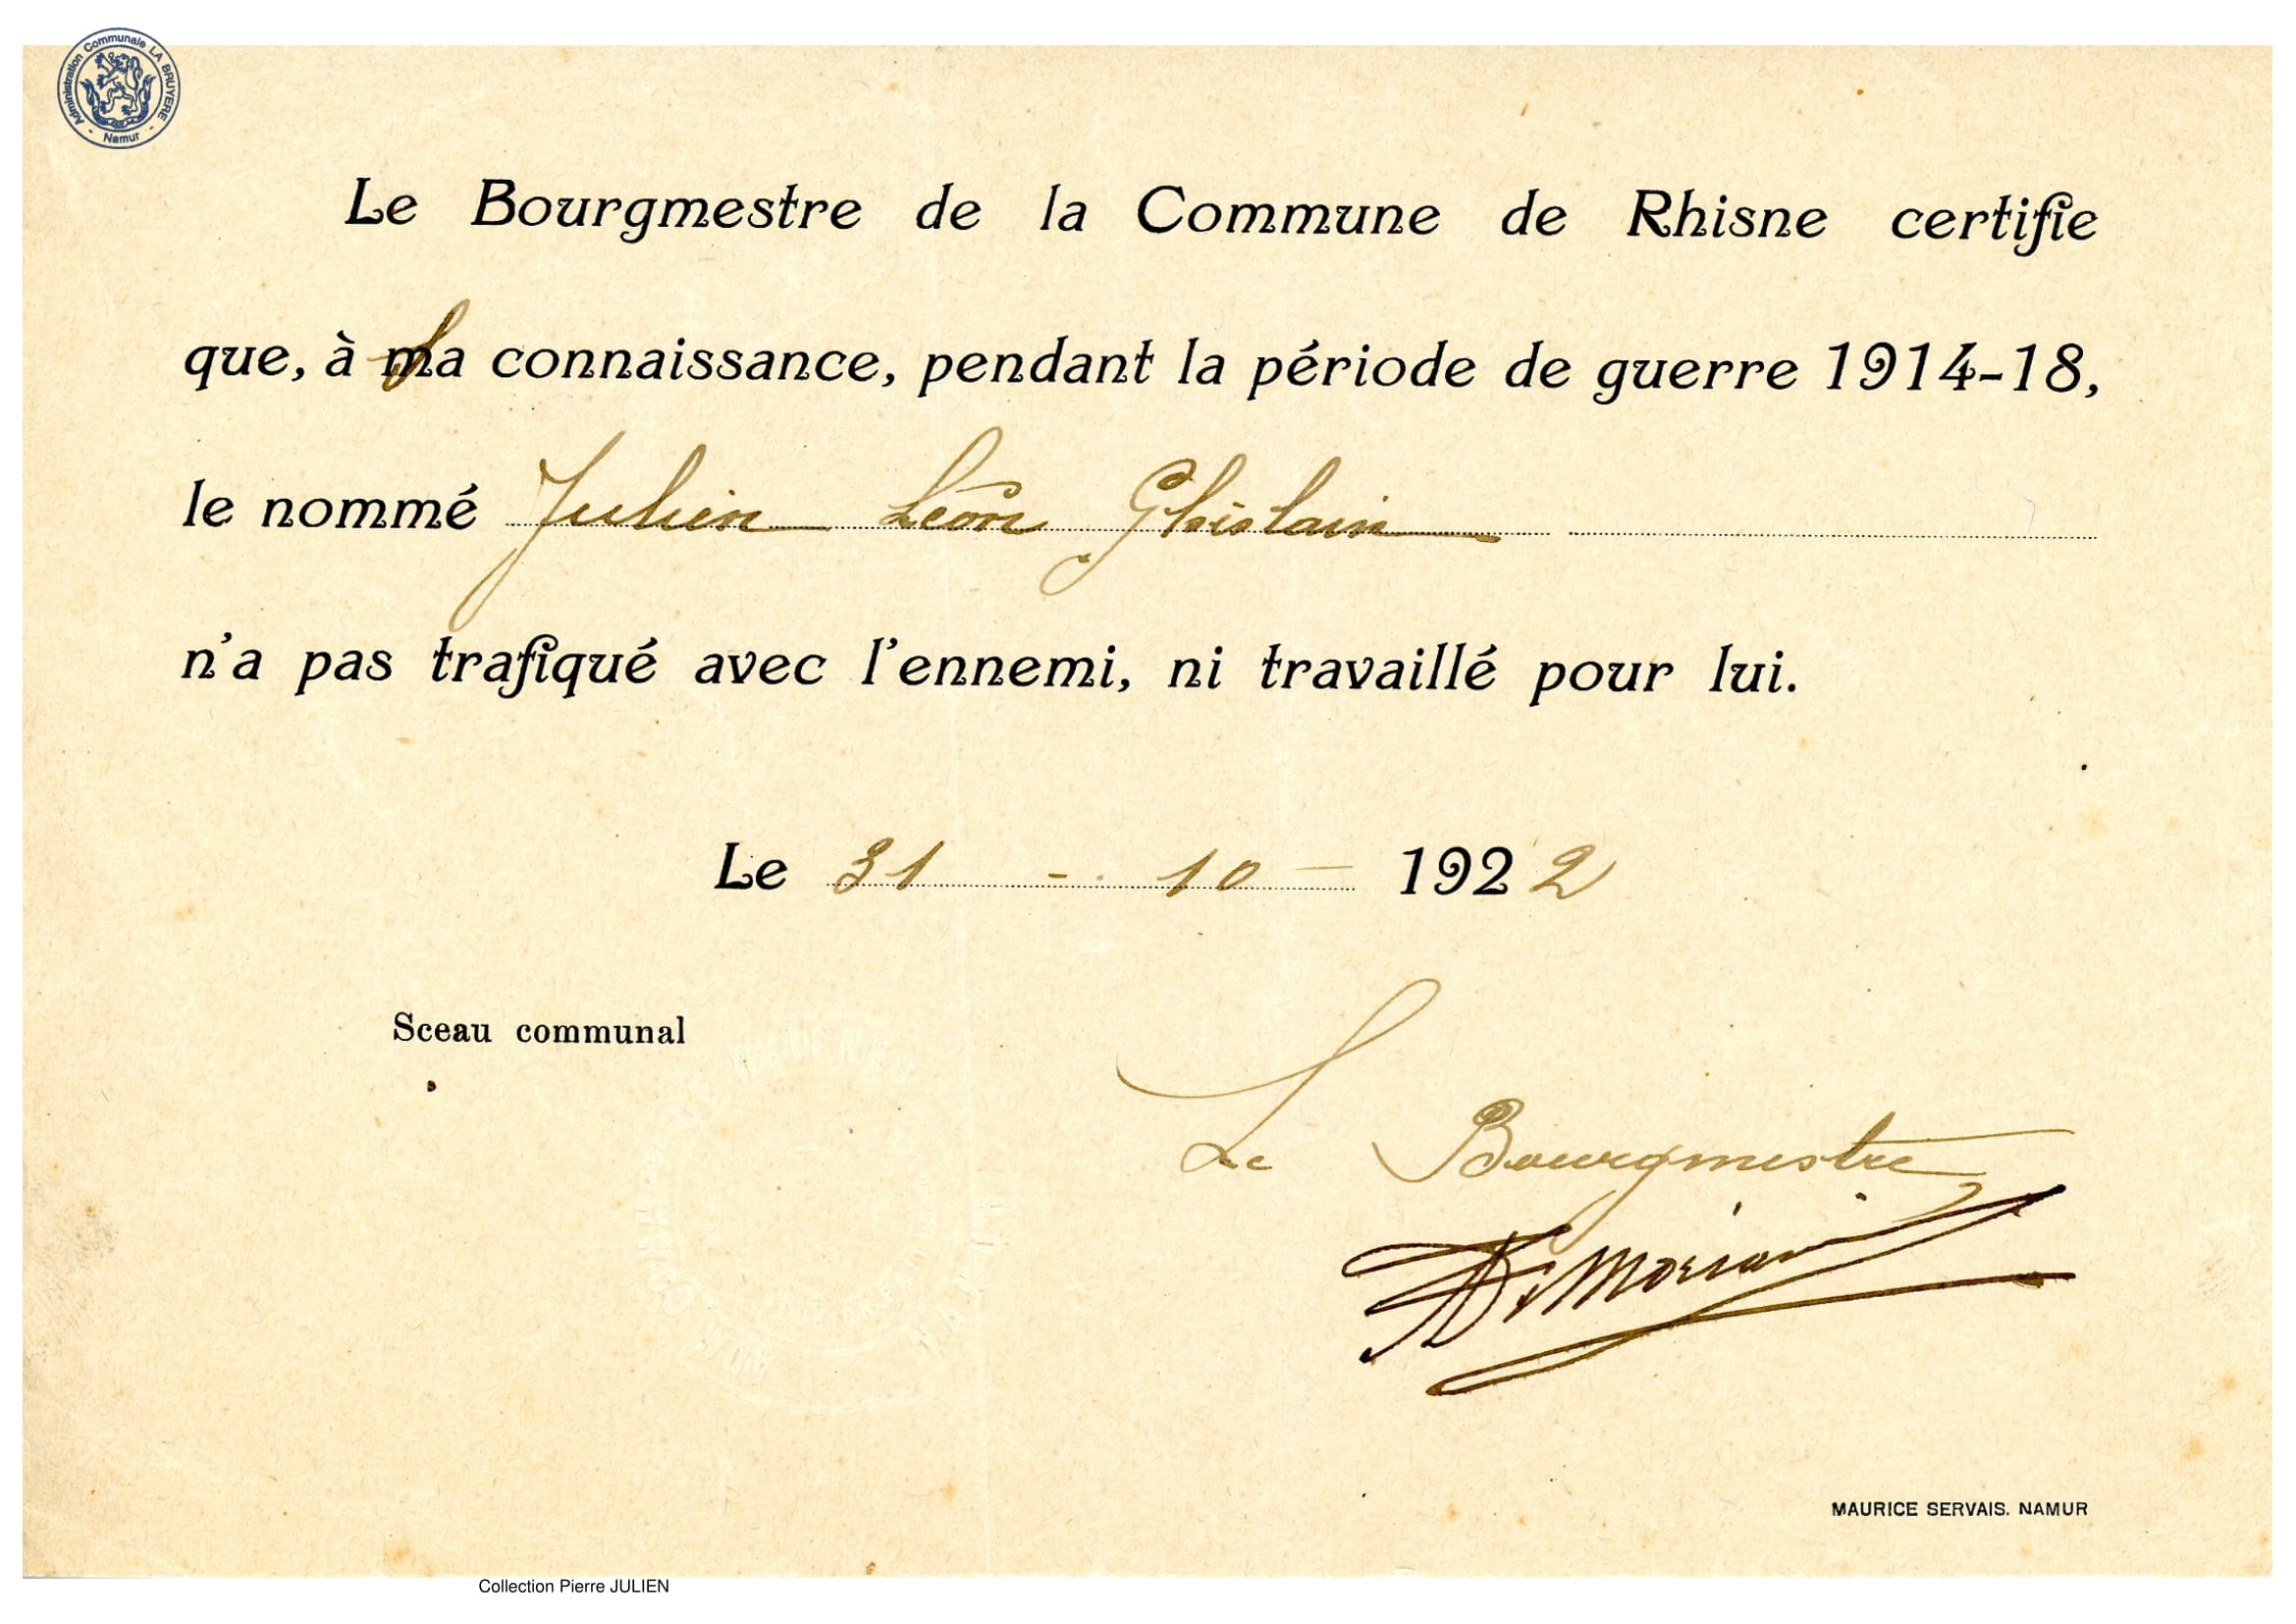 Administration Communale LA BRUYERE - Namur -
Le Bourgmestre de la Commune de Rhisne certifie
que, à sa connaissance, pendant la période de guerre 1914-18,
le nommé Julien Léon Ghislain
n'a pas trafiqué avec l'ennemi, ni travaillé pour lui.
Le 31 - 10 - 1922
Sceau communal
Le Bourgmestre
MAURICE SERVAIS. NAMUR
Collection Pierre JULIEN